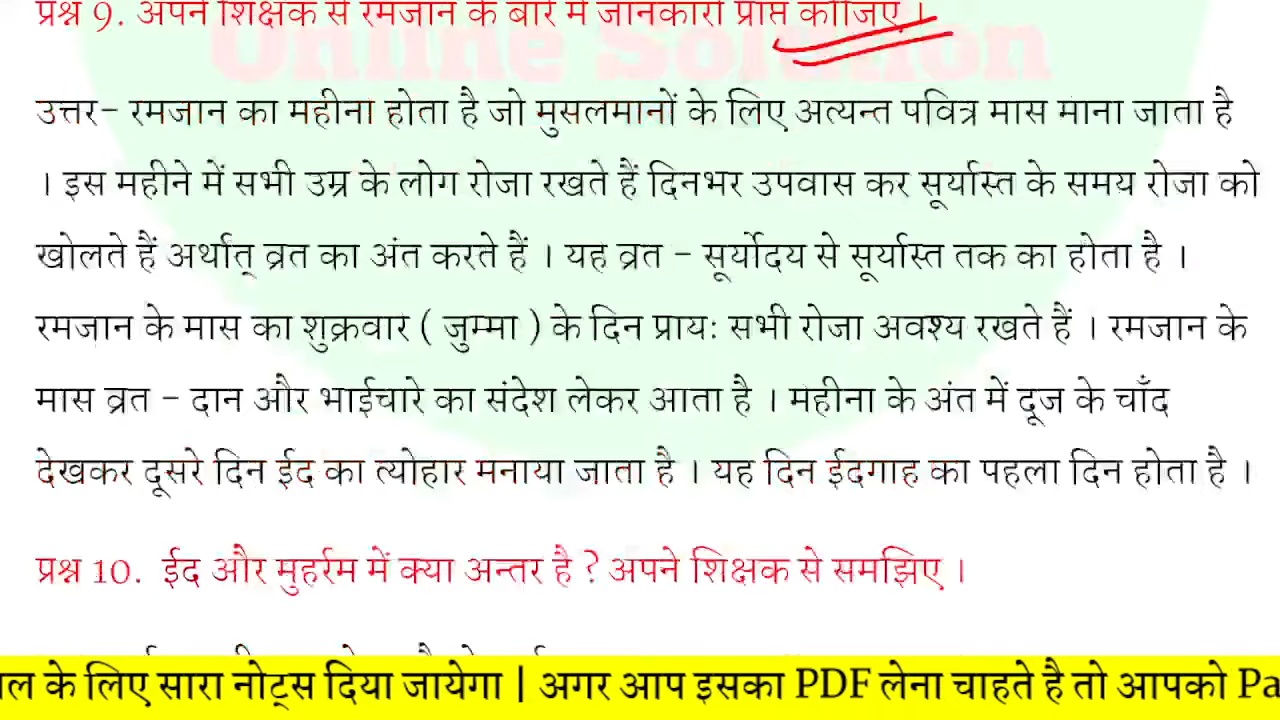 प्रश्न 9. अपने शिक्षक से रमजान के बारे में जानकारी प्राप्त कीजिए ।
Online Solution
उत्तर- रमजान का महीना होता है जो मुसलमानों के लिए अत्यन्त पवित्र मास माना जाता है
। इस महीने में सभी उम्र के लोग रोजा रखते हैं दिनभर उपवास कर सूर्यास्त के समय रोजा को
खोलते हैं अर्थात् व्रत का अंत करते हैं । यह व्रत - सूर्योदय से सूर्यास्त तक का होता है ।
रमजान के मास का शुक्रवार ( जुम्मा ) के दिन प्रायः सभी रोजा अवश्य रखते हैं । रमजान के
मास व्रत - दान और भाईचारे का संदेश लेकर आता है । महीना के अंत में दूज के चाँद
देखकर दूसरे दिन ईद का त्योहार मनाया जाता है । यह दिन ईदगाह का पहला दिन होता है ।
प्रश्न 10. ईद और मुहर्रम में क्या अन्तर है ? अपने शिक्षक से समझिए ।
ल के लिए सारा नोट्स दिया जायेगा | अगर आप इसका PDF लेना चाहते है तो आपको Pa